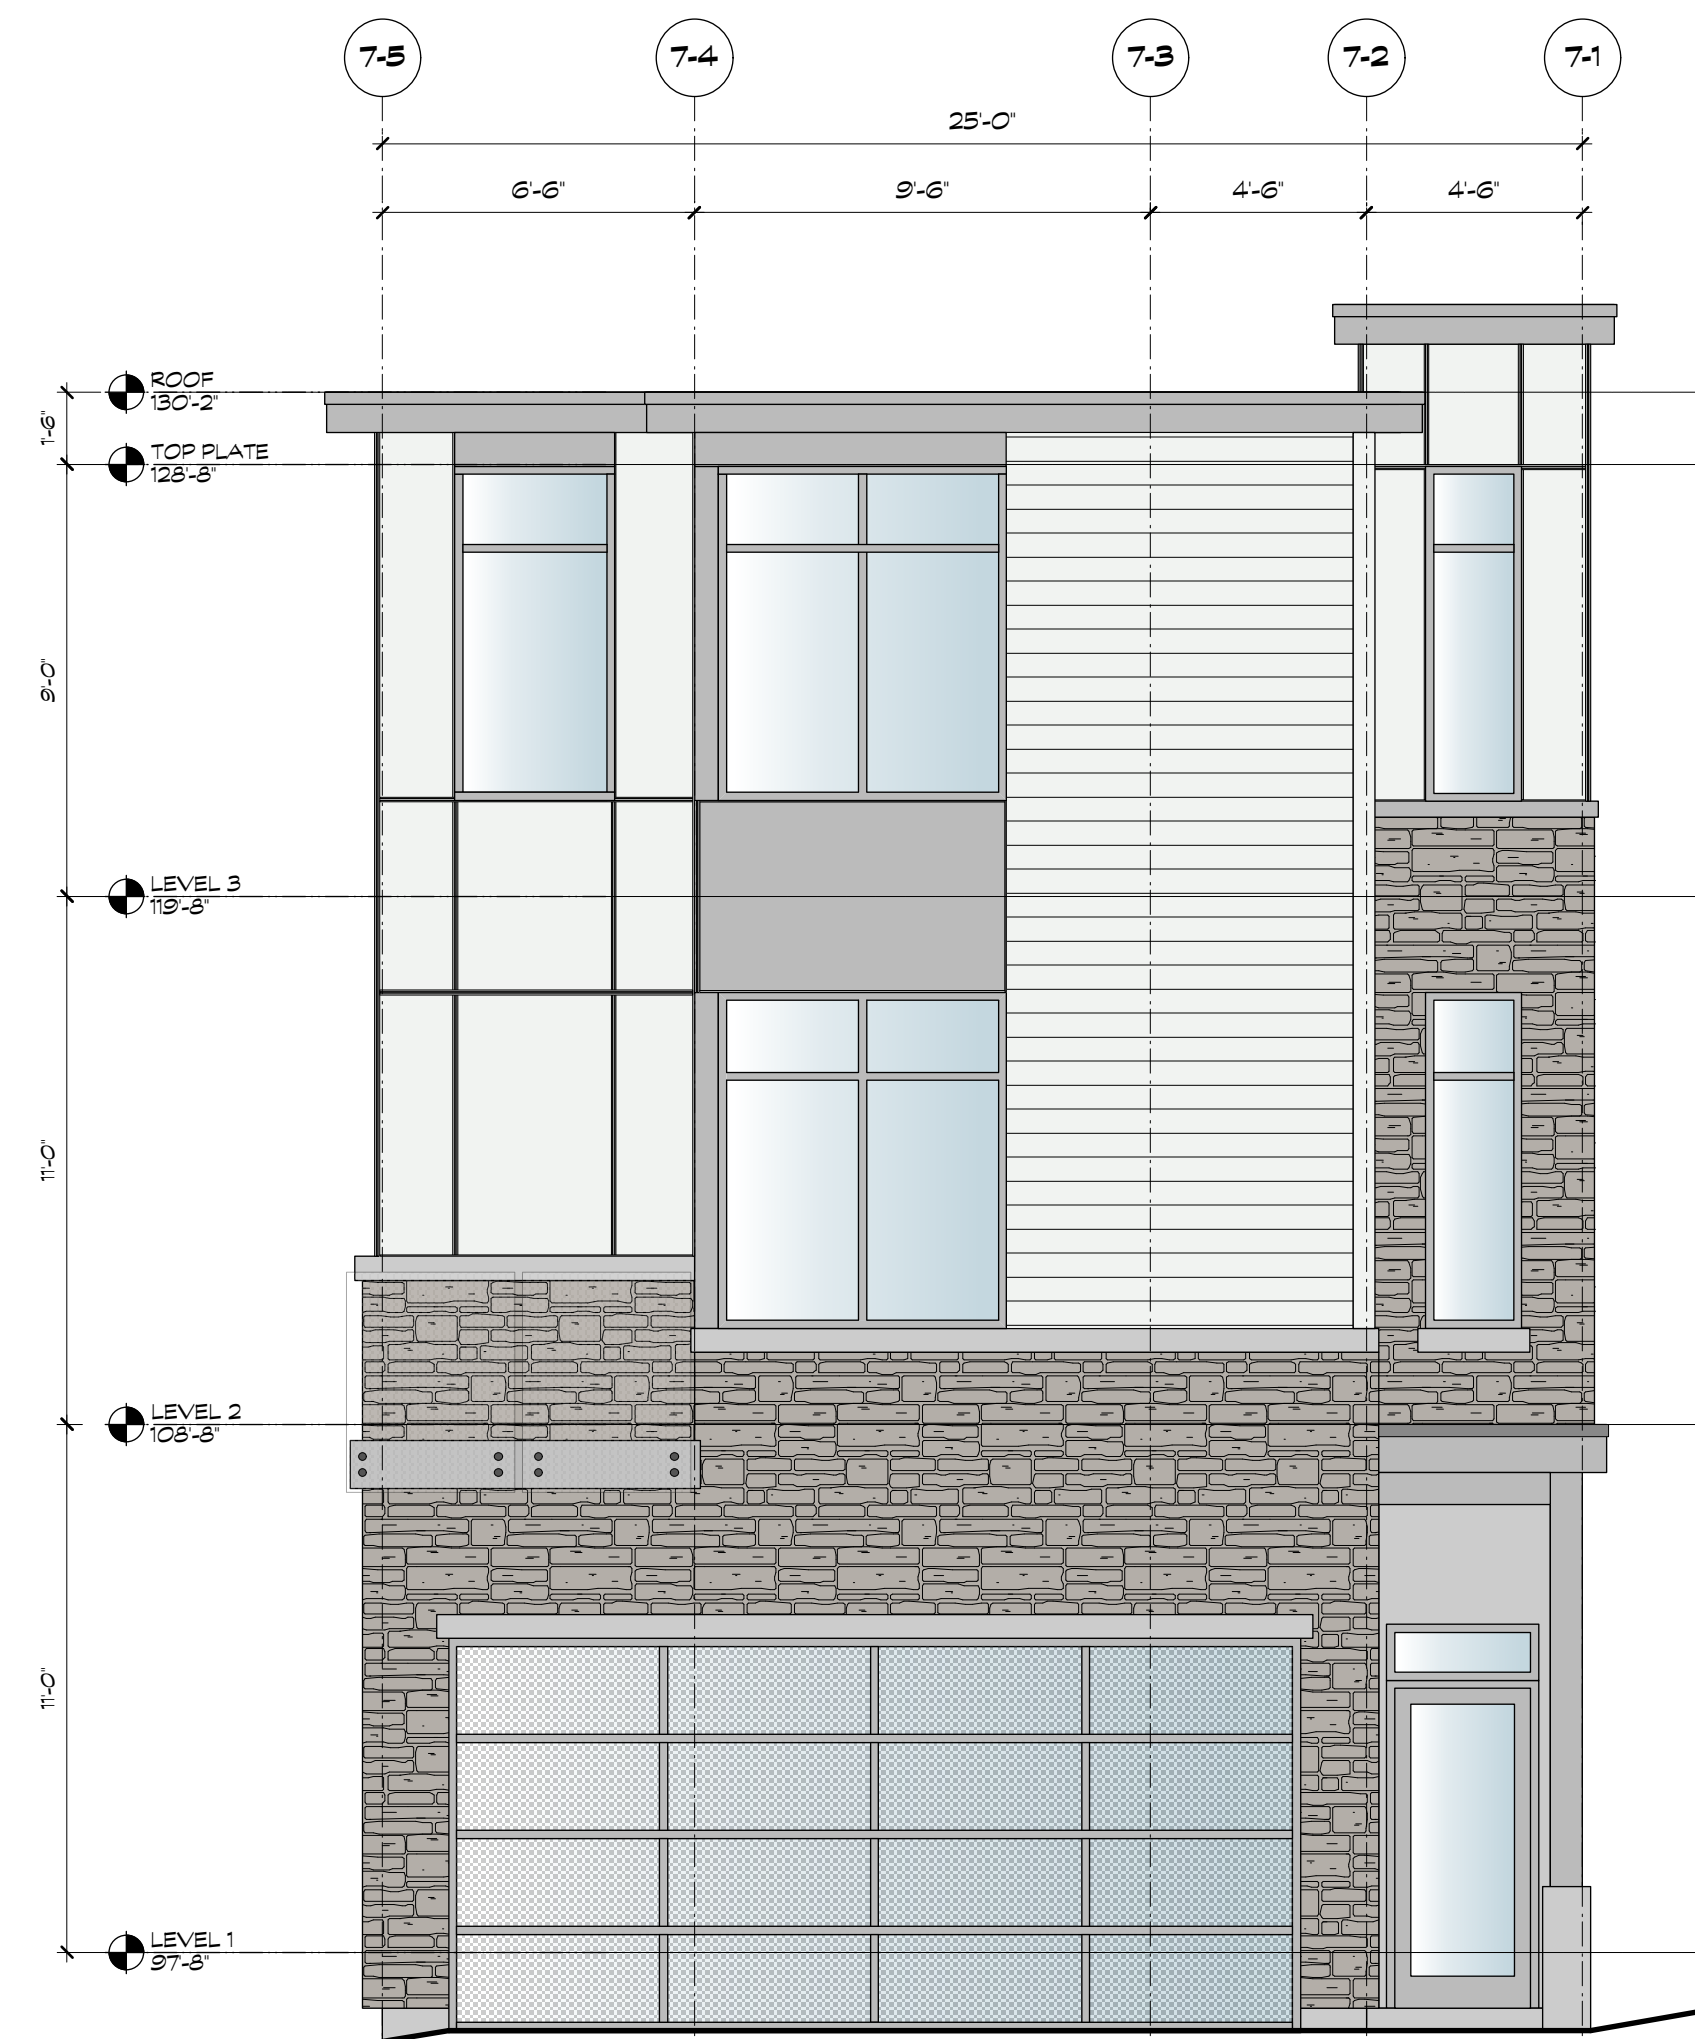 7-5 7-4 7-3 7-2 7-1
25'-0"
6'-6" 9'-6" 4'-6" 4'-6"
ROOF
130'-2"
1'-6"
TOP PLATE
128'-8"
9'-0"
LEVEL 3
119'-8"
11'-0"
LEVEL 2
108'-8"
11'-0"
LEVEL 1
97'-8"